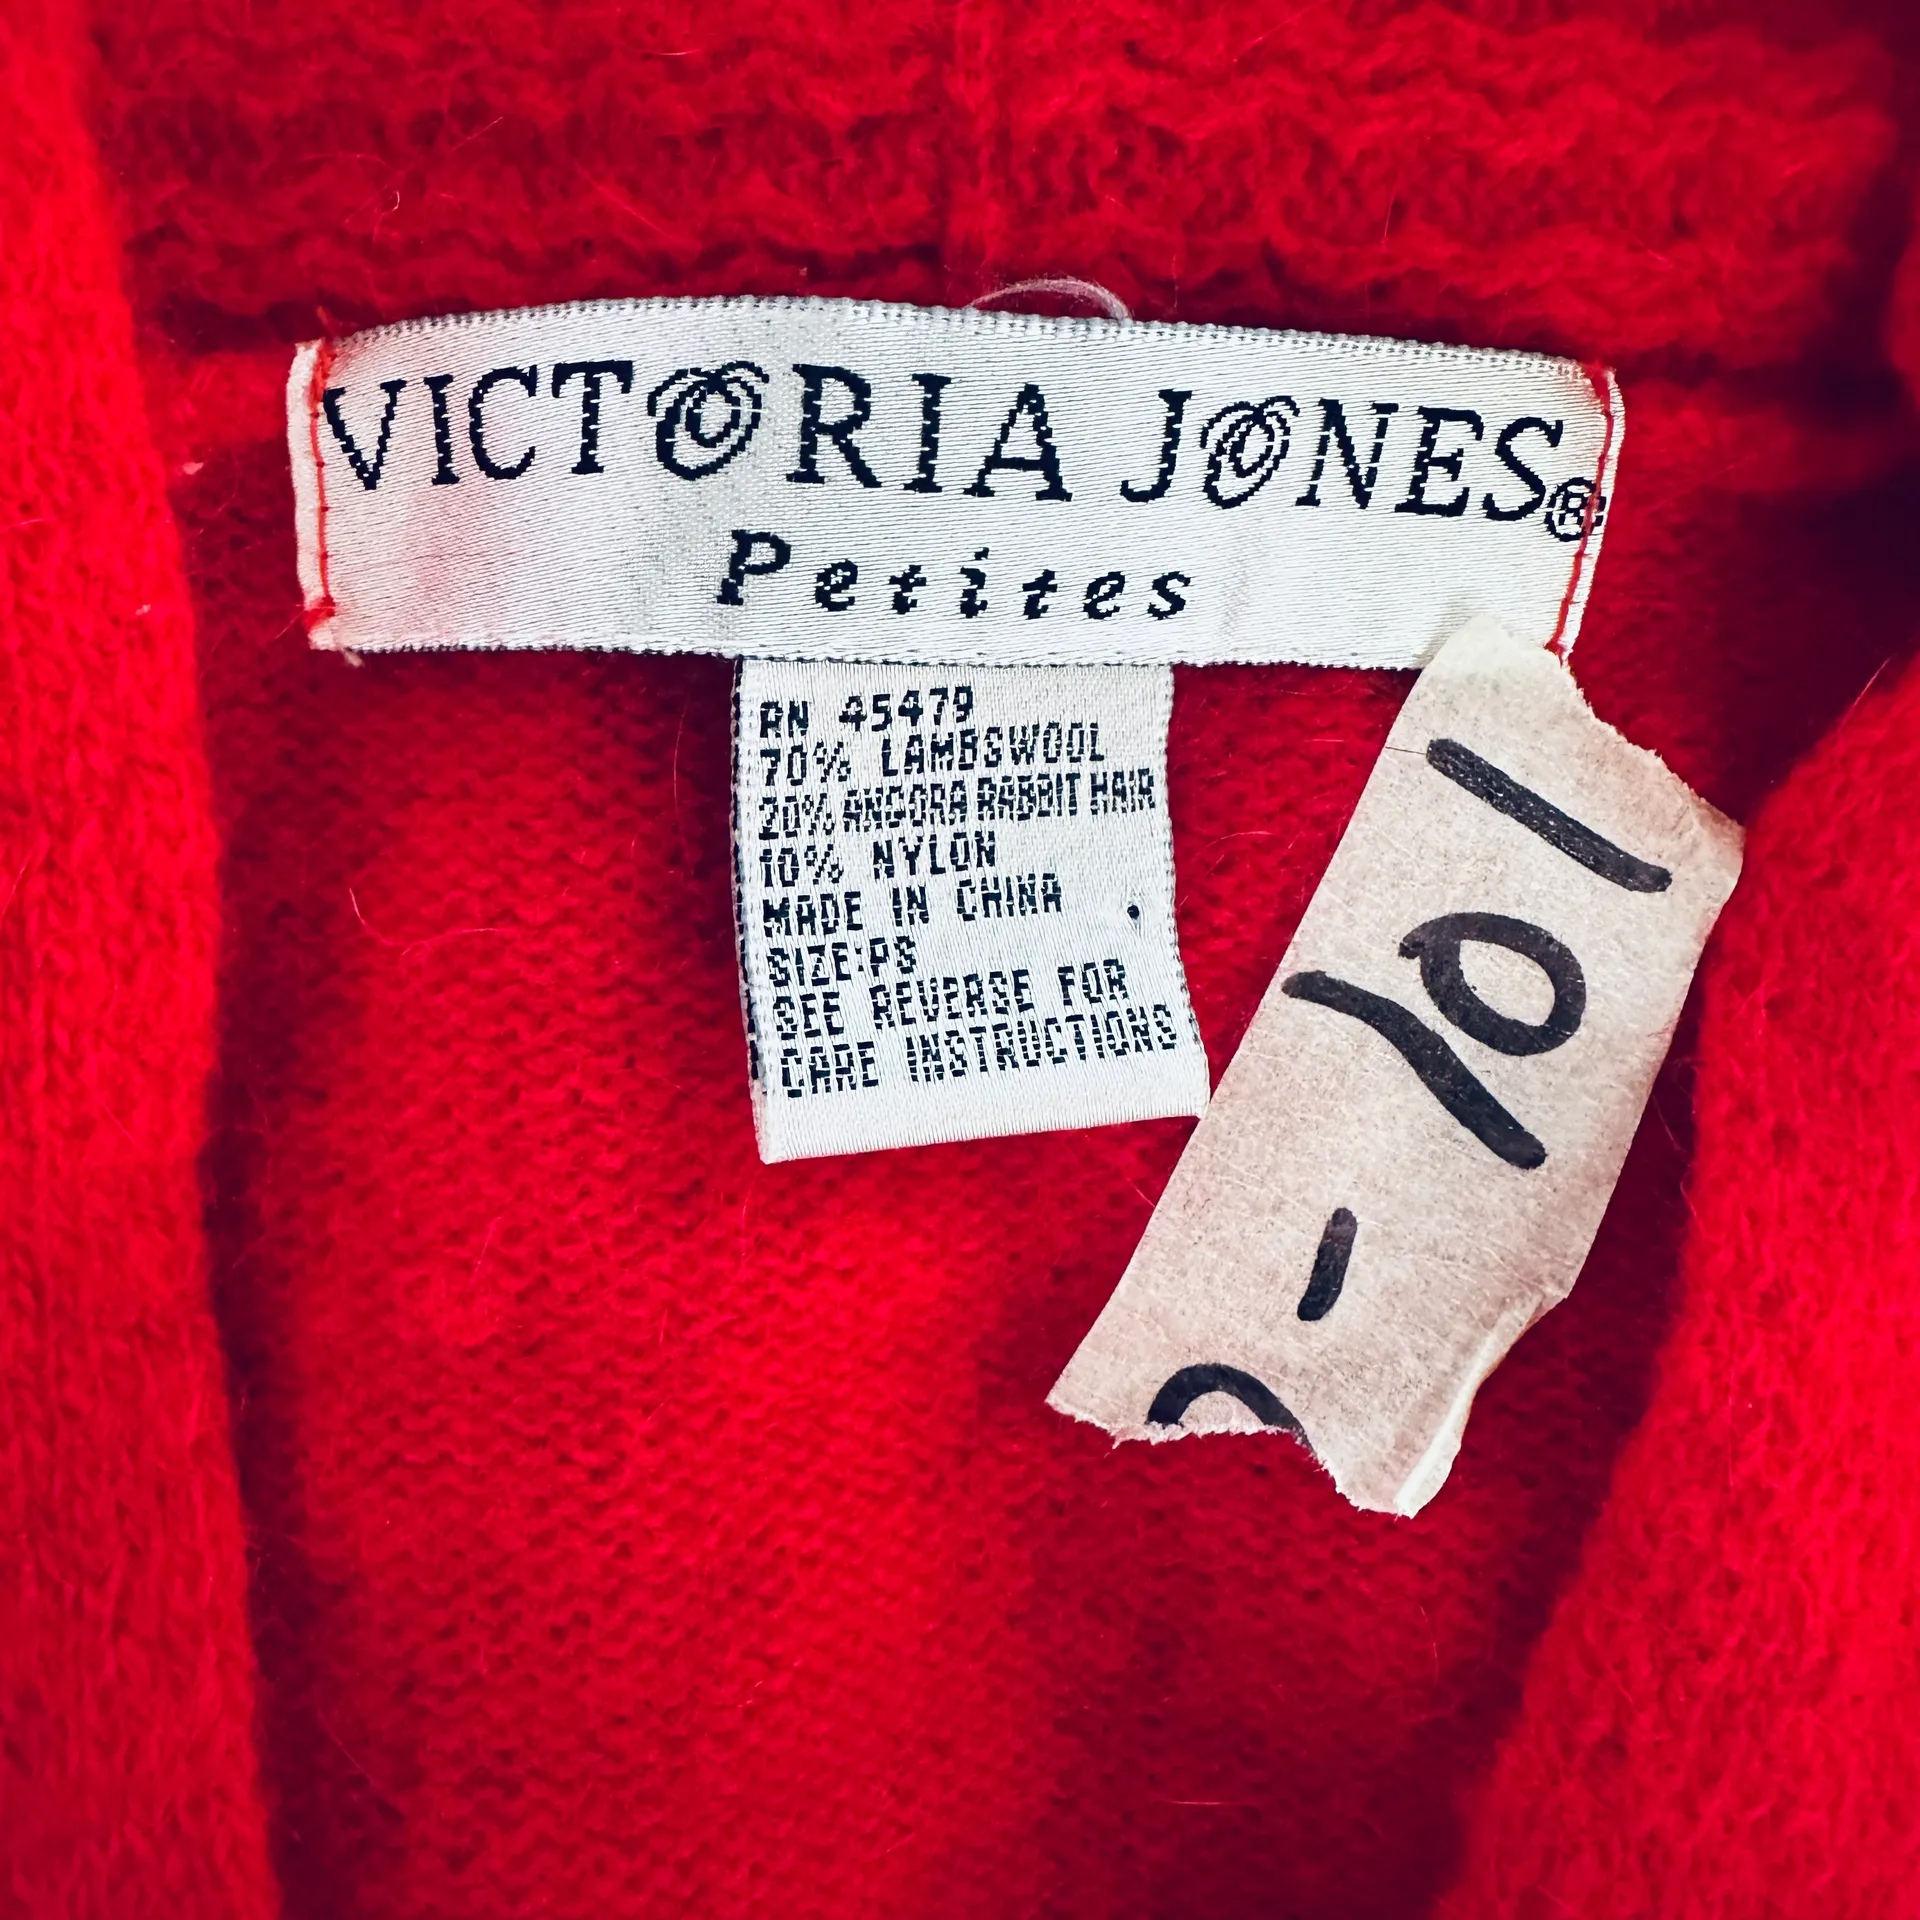 VICTORIA JONES®
Petites
RN 45479
70% LAMBSWOOL
20% ANGORA RABBIT HAIR
10% NYLON
MADE IN CHINA
SIZE:PS
SEE REVERSE FOR
CARE INSTRUCTIONS